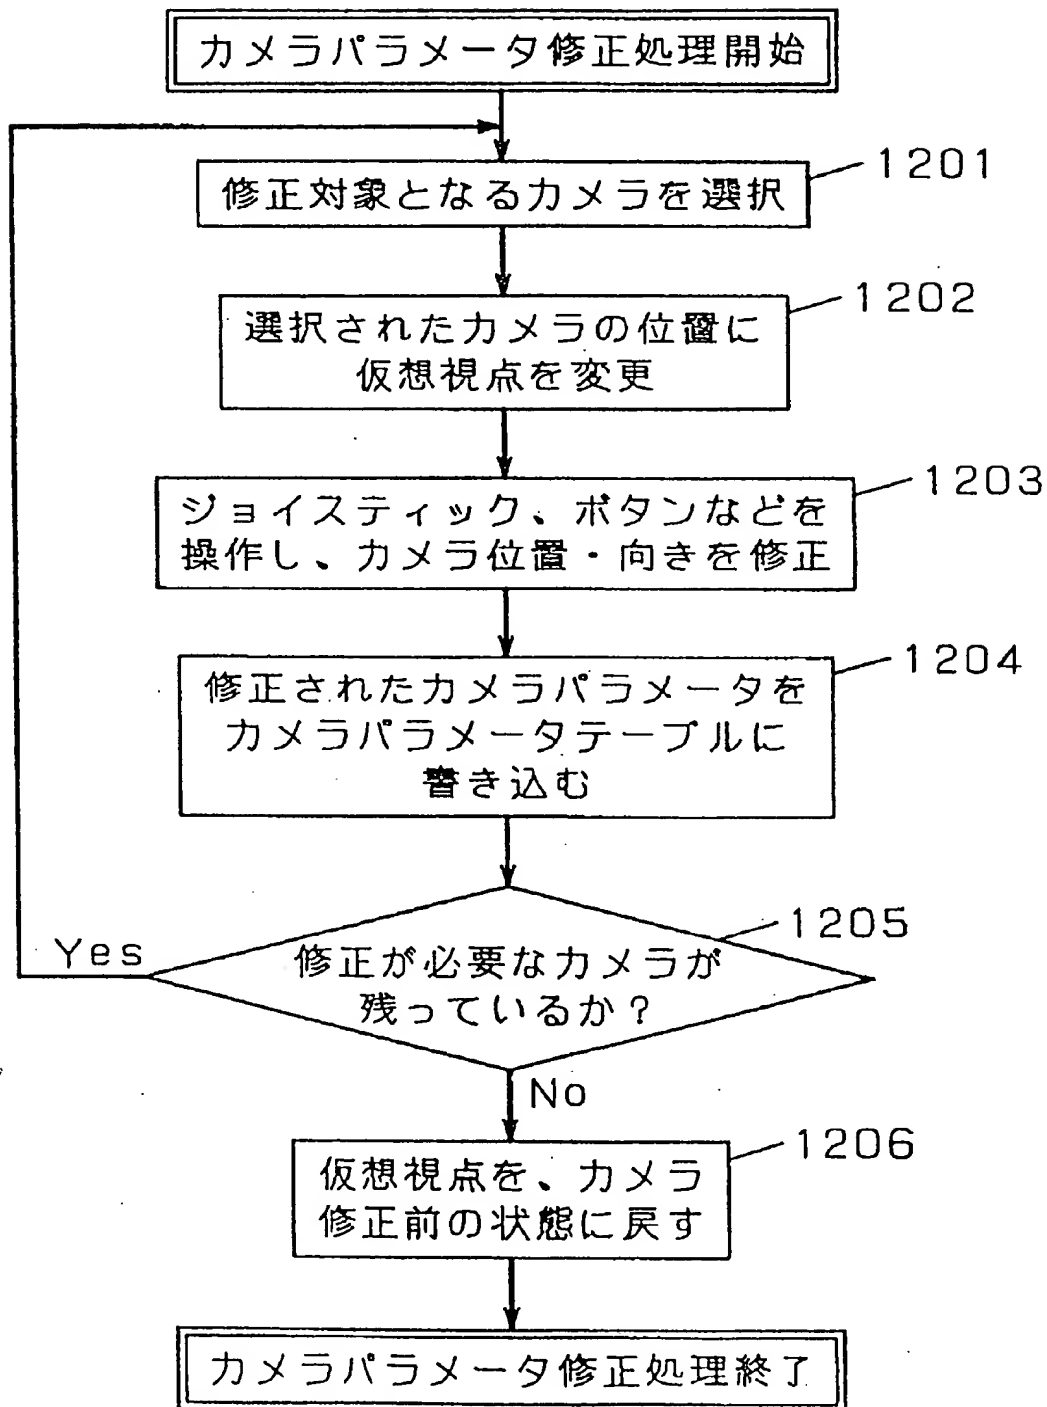 カメラパラメータ修正処理開始
1201
修正対象となるカメラを選択
1202
選択されたカメラの位置に
仮想視点を変更
1203
ジョイスティック、ボタンなどを
操作し、カメラ位置・向きを修正
1204
修正されたカメラパラメータを
カメラパラメータテーブルに
書き込む
1205
Yes
修正が必要なカメラが
残っているか?
No
1206
仮想視点を、カメラ
修正前の状態に戻す
カメラパラメータ修正処理終了